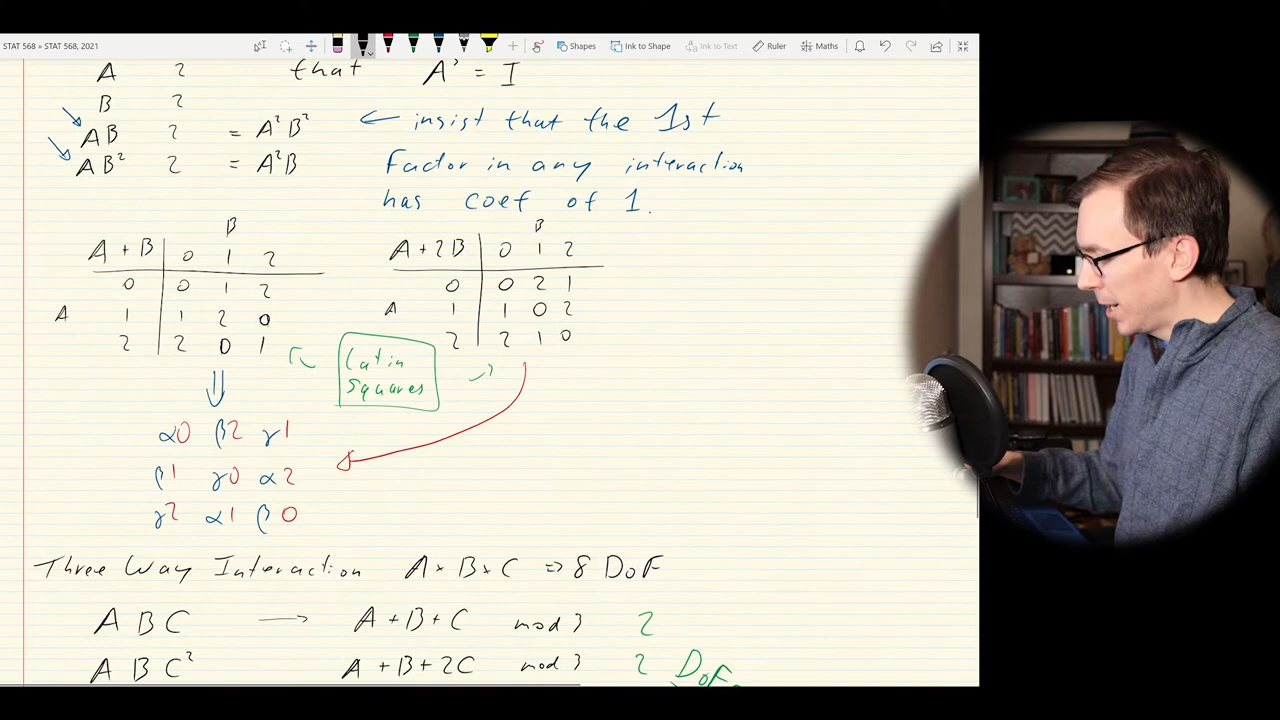 STAT 568 » STAT 568, 2021
Shapes Ink to Shape Ink to Text Ruler Maths
A 2 that A³ = I
B 2
AB 2 = A²B² ← insist that the 1st
AB² 2 = A²B Factor in any interaction
has coef of 1.
B B
A + B 0 1 2 A + 2B 0 1 2
0 0 1 2 0 0 2 1
A 1 1 2 0 A 1 1 0 2
2 2 0 1 2 2 1 0
Latin
Squares
α0 β2 γ1
β1 γ0 α2
γ2 α1 β0
Three Way Interaction A×B×C ⇒ 8 DoF
A B C → A + B + C mod 3 2
A B C² A + B + 2C mod 3 2 DoF